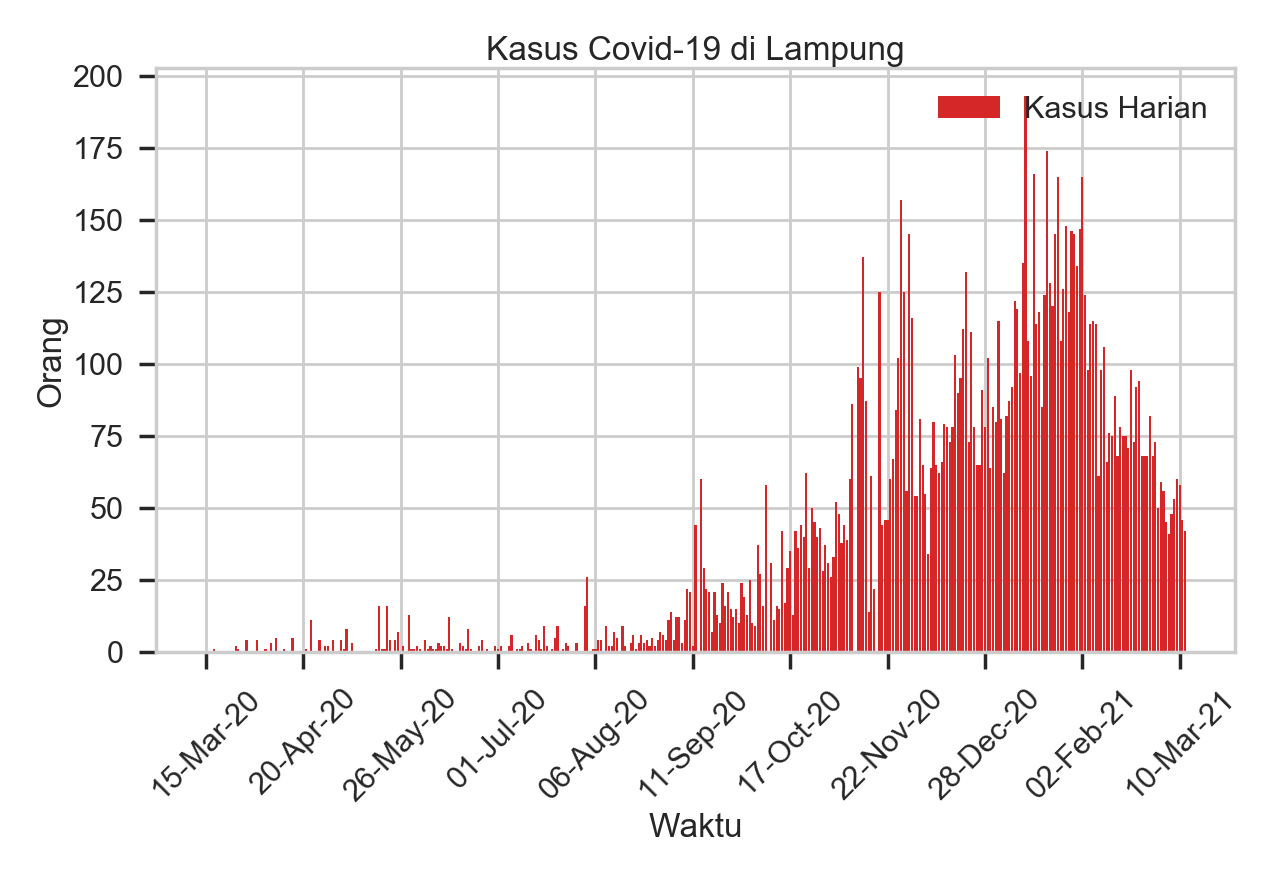 Kasus Covid-19 di Lampung
Kasus Harian
200
175
150
125
100
75
50
25
0
Orang
15-Mar-20
20-Apr-20
26-May-20
01-Jul-20
06-Aug-20
11-Sep-20
17-Oct-20
22-Nov-20
28-Dec-20
02-Feb-21
10-Mar-21
Waktu